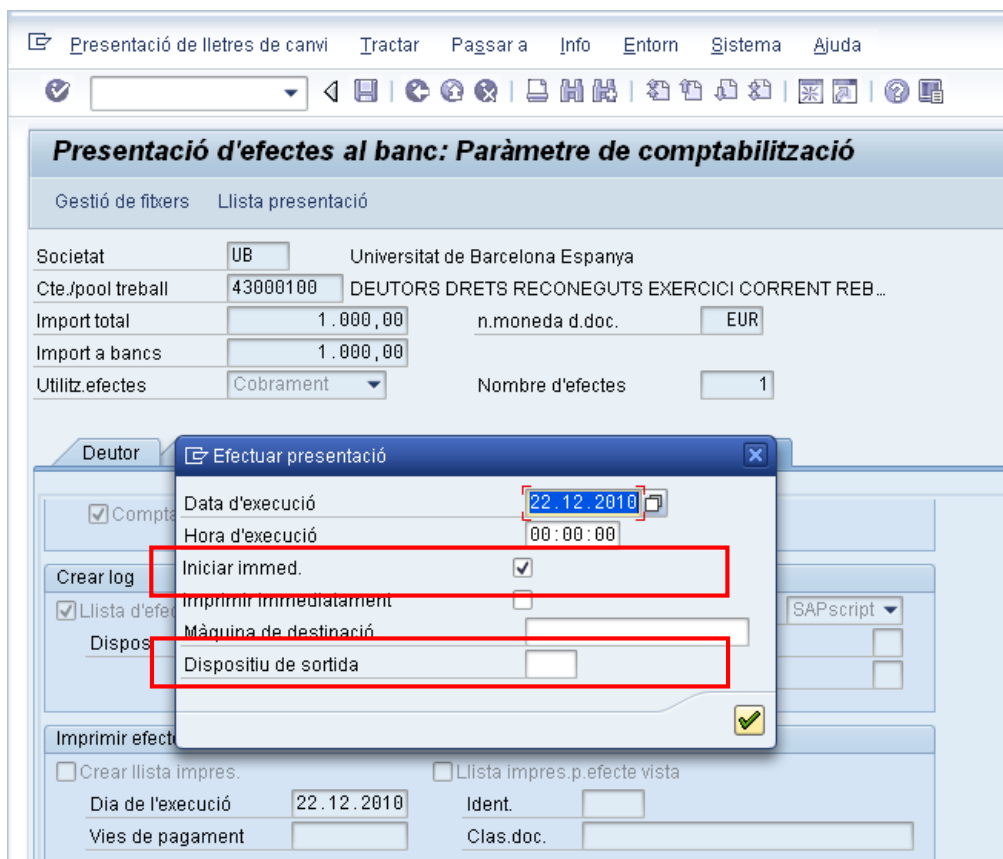 Presentació de lletres de canvi Tractar Passar a Info Entorn Sistema Ajuda
Presentació d'efectes al banc: Paràmetre de comptabilització
Gestió de fitxers Llista presentació
Societat UB Universitat de Barcelona Espanya
Cte./pool treball 43000100 DEUTORS DRETS RECONEGUTS EXERCICI CORRENT REB...
Import total 1.000,00 n.moneda d.doc. EUR
Import a bancs 1.000,00
Utilitz.efectes Cobrament Nombre d'efectes 1
Deutor
Efectuar presentació
Data d'execució 22.12.2010
Compta
Hora d'execució 00:00:00
Iniciar immed.
Crear log
Imprimir immediatament
Llista d'efe SAPscript
Màquina de destinació
Dispos
Dispositiu de sortida
Imprimir efect
Crear llista impres. Llista impres.p.efecte vista
Dia de l'execució 22.12.2010 Ident.
Vies de pagament Clas.doc.